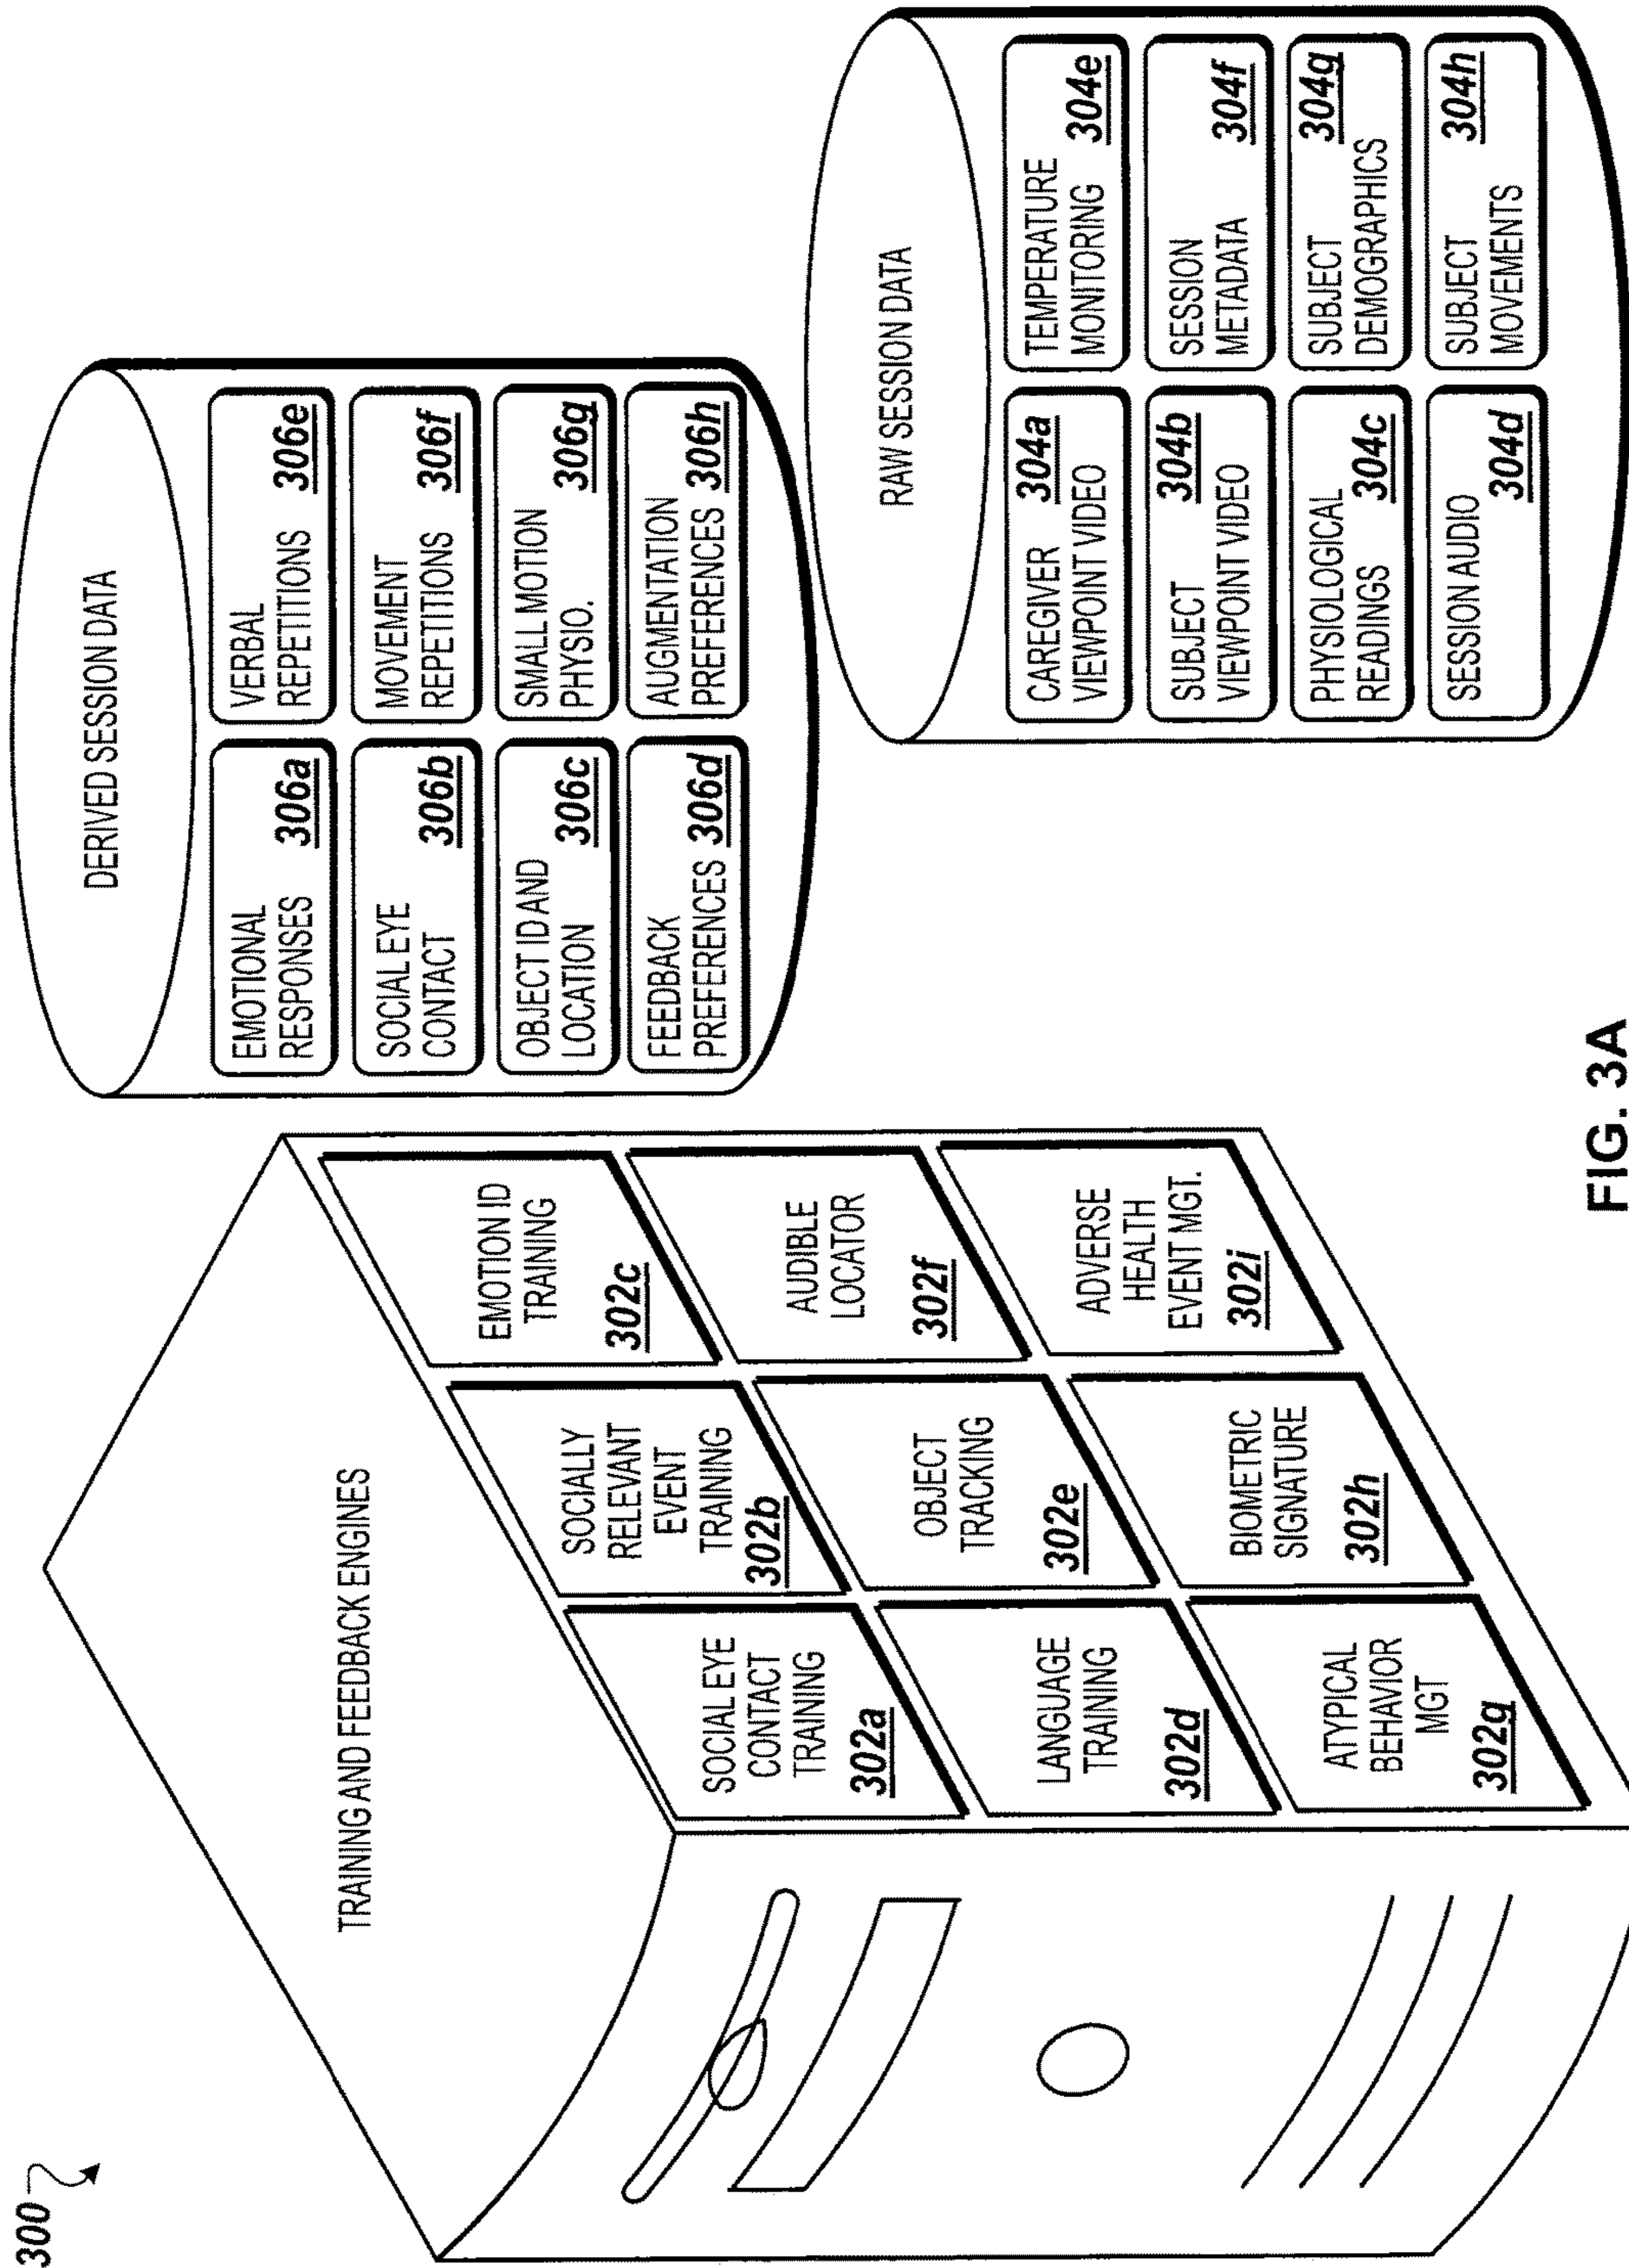 300
TRAINING AND FEEDBACK ENGINES
SOCIAL EYE
CONTACT
TRAINING
302a
SOCIALLY
RELEVANT
EVENT
TRAINING
302b
EMOTION ID
TRAINING
302c
LANGUAGE
TRAINING
302d
OBJECT
TRACKING
302e
AUDIBLE
LOCATOR
302f
ATYPICAL
BEHAVIOR
MGT
302g
BIOMETRIC
SIGNATURE
302h
ADVERSE
HEALTH
EVENT MGT.
302i
DERIVED SESSION DATA
EMOTIONAL
RESPONSES 306a
VERBAL
REPETITIONS 306e
SOCIAL EYE
CONTACT 306b
MOVEMENT
REPETITIONS 306f
OBJECT ID AND
LOCATION 306c
SMALL MOTION
PHYSIO. 306g
FEEDBACK
PREFERENCES 306d
AUGMENTATION
PREFERENCES 306h
RAW SESSION DATA
CAREGIVER 304a
VIEWPOINT VIDEO
TEMPERATURE
MONITORING 304e
SUBJECT 304b
VIEWPOINT VIDEO
SESSION
METADATA 304f
PHYSIOLOGICAL
READINGS 304c
SUBJECT 304g
DEMOGRAPHICS
SESSION AUDIO
304d
SUBJECT 304h
MOVEMENTS
FIG. 3A